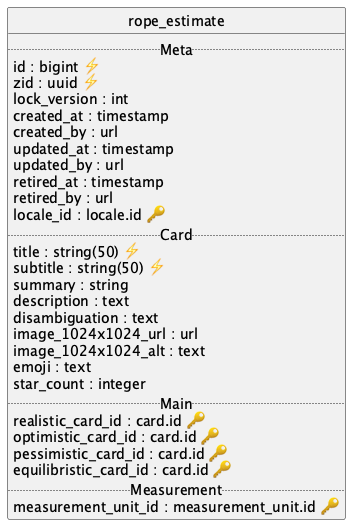 rope_estimate
Meta
id : bigint ⚡
zid : uuid ⚡
lock_version : int
created_at : timestamp
created_by : url
updated_at : timestamp
updated_by : url
retired_at : timestamp
retired_by : url
locale_id : locale.id 🔑
Card
title : string(50) ⚡
subtitle : string(50) ⚡
summary : string
description : text
disambiguation : text
image_1024x1024_url : url
image_1024x1024_alt : text
emoji : text
star_count : integer
Main
realistic_card_id : card.id 🔑
optimistic_card_id : card.id 🔑
pessimistic_card_id : card.id 🔑
equilibristic_card_id : card.id 🔑
Measurement
measurement_unit_id : measurement_unit.id 🔑